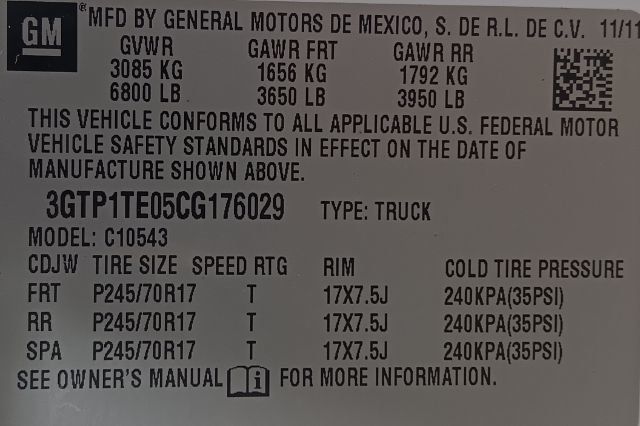 GM ® MFD BY GENERAL MOTORS DE MEXICO, S. DE R.L. DE C.V. 11/11
GVWR GAWR FRT GAWR RR
3085 KG 1656 KG 1792 KG
6800 LB 3650 LB 3950 LB
THIS VEHICLE CONFORMS TO ALL APPLICABLE U.S. FEDERAL MOTOR
VEHICLE SAFETY STANDARDS IN EFFECT ON THE DATE OF
MANUFACTURE SHOWN ABOVE.
3GTP1TE05CG176029 TYPE: TRUCK
MODEL: C10543
CDJW TIRE SIZE SPEED RTG RIM COLD TIRE PRESSURE
FRT P245/70R17 T 17X7.5J 240KPA(35PSI)
RR P245/70R17 T 17X7.5J 240KPA(35PSI)
SPA P245/70R17 T 17X7.5J 240KPA(35PSI)
SEE OWNER'S MANUAL i FOR MORE INFORMATION.